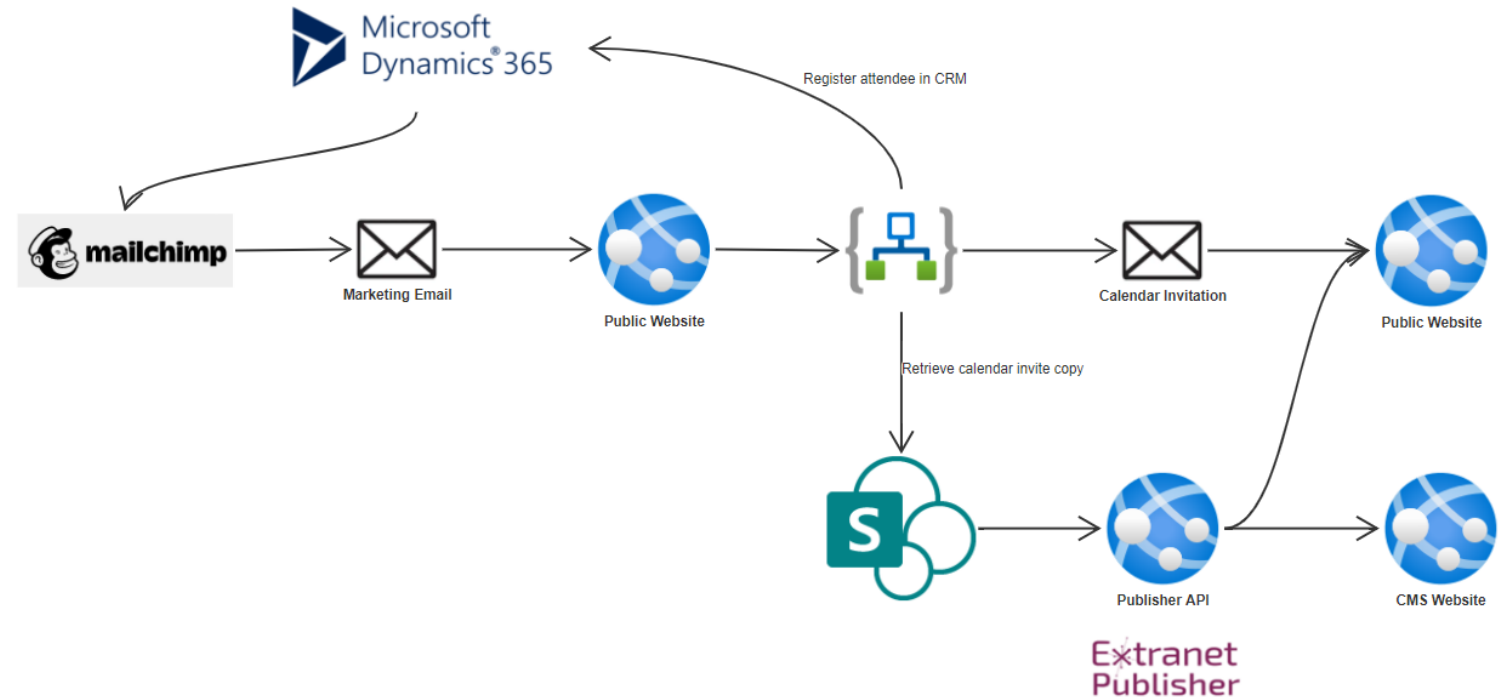 Microsoft
Dynamics® 365
Register attendee in CRM
mailchimp
Marketing Email
Public Website
Calendar Invitation
Public Website
Retrieve calendar invite copy
S
Publisher API
CMS Website
Extranet
Publisher